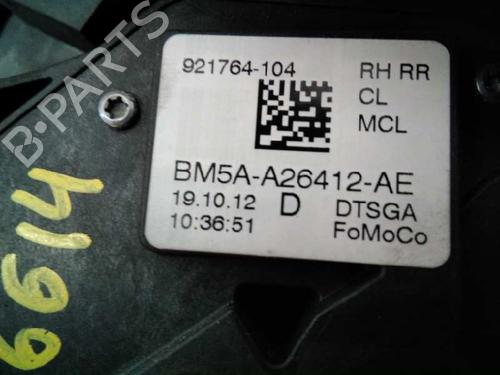 B-PARTS
921764-104 RH RR
CL
MCL
BM5A-A26412-AE
19.10.12 D DTSGA
10:36:51 FoMoCo
6614